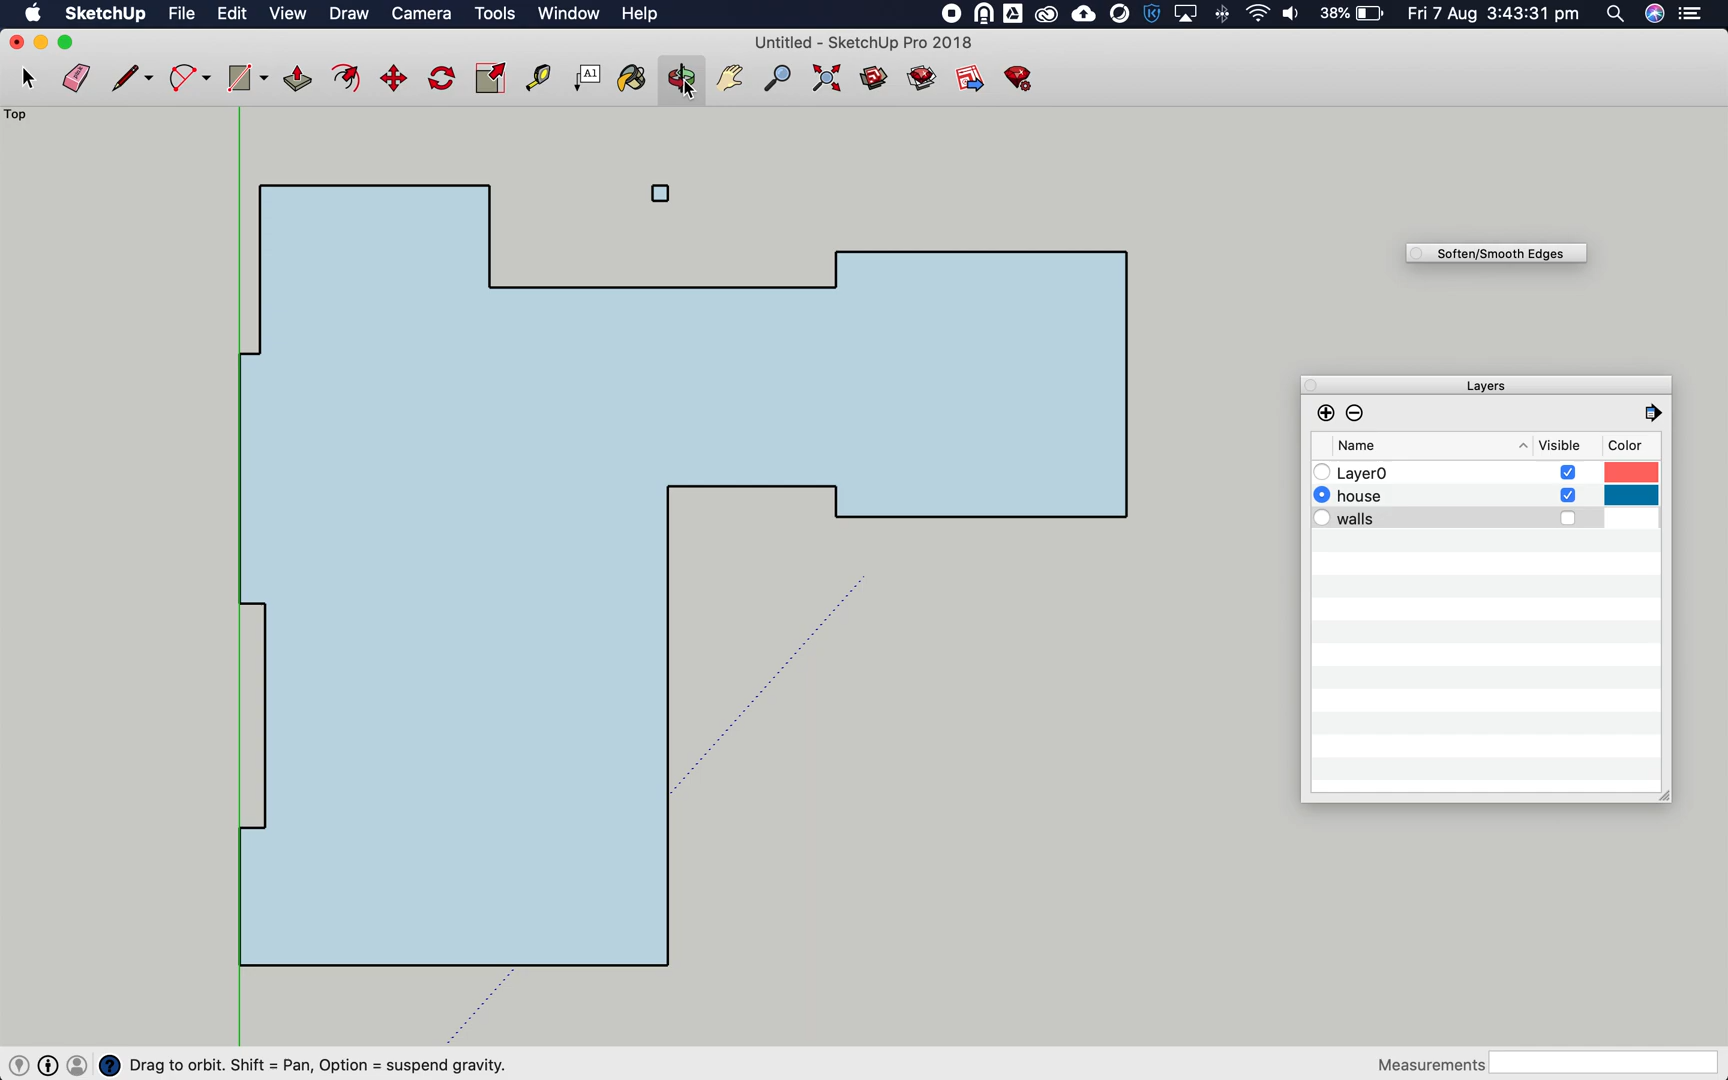 SketchUp File Edit View Draw Camera Tools Window Help 38% Fri 7 Aug 3:43:31 pm
Untitled - SketchUp Pro 2018
A1
Top
Soften/Smooth Edges
Layers
Name Visible Color
Layer0
house
walls
Drag to orbit. Shift = Pan, Option = suspend gravity.
Measurements